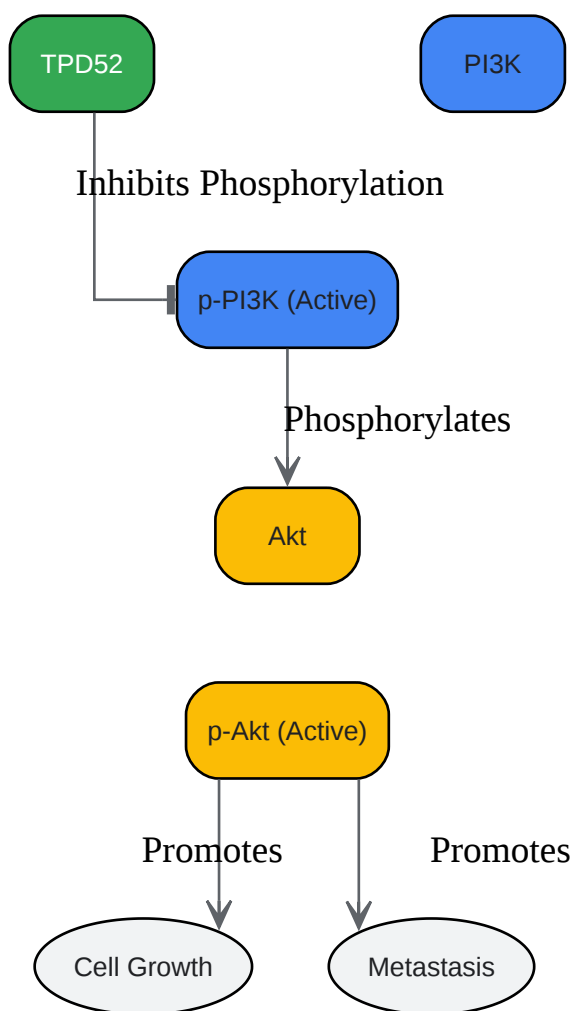 TPD52
PI3K
Inhibits Phosphorylation
p-PI3K (Active)
Phosphorylates
Akt
p-Akt (Active)
Promotes
Promotes
Cell Growth
Metastasis